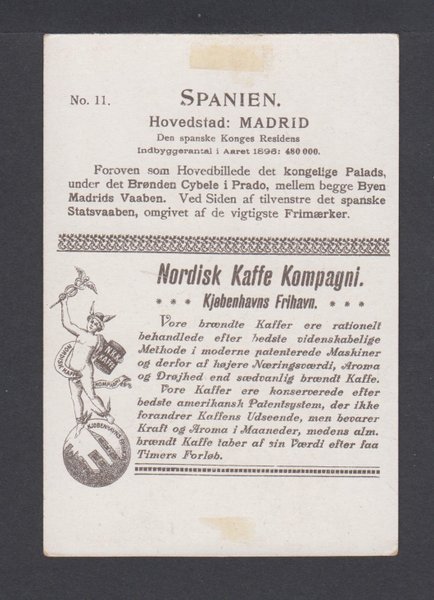 No. 11.
SPANIEN.
Hovedstad: MADRID
Den spanske Konges Residens
Indbyggerantal i Aaret 1896: 480 000.
Foroven som Hovedbillede det kongelige Palads,
under det Brønden Cybele i Prado, mellem begge Byen
Madrids Vaaben. Ved Siden af tilvenstre det spanske
Statsvaaben, omgivet af de vigtigste Frimærker.
Nordisk Kaffe Kompagni.
* * * Kjøbenhavns Frihavn. * * *
Vore brændte Kaffer ere rationelt
behandlede efter bedste videnskabelige
Methode i moderne patenterede Maskiner
og derfor af højere Næringsværdi, Aroma
og Drøjhed end sædvanlig brændt Kaffe.
Vore Kaffer ere konserverede efter
bedste amerikansk Patentsystem, der ikke
forandrer Kaffens Udseende, men bevarer
Kraft og Aroma i Maaneder, medens alm.
brændt Kaffe taber af sin Værdi efter faa
Timers Forløb.
NORDISK KAFFE
KOMPAGNI
KJØBENHAVNS